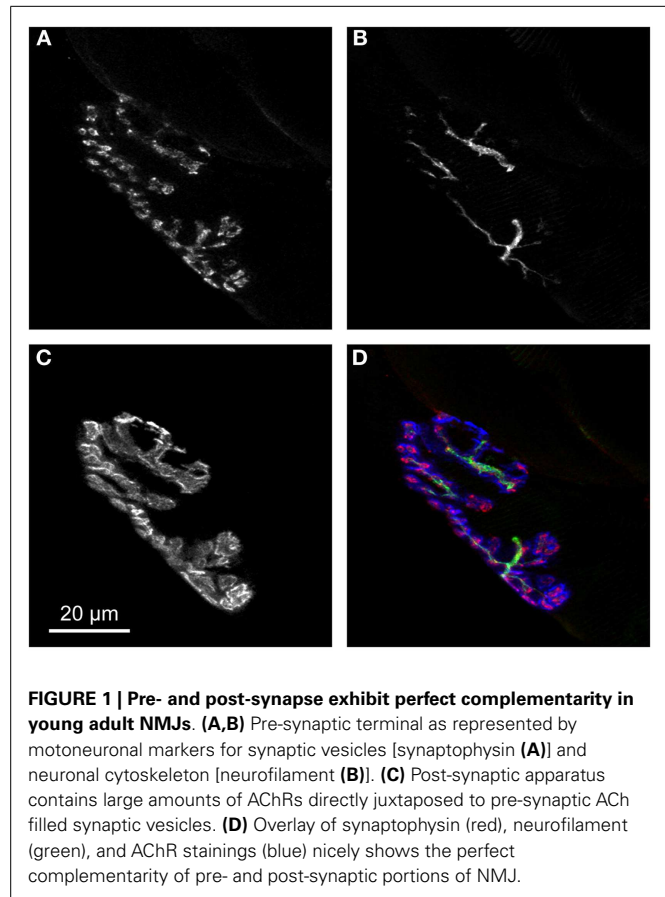 A
B
C
D
20 µm
FIGURE 1 | Pre- and post-synapse exhibit perfect complementarity in
young adult NMJs. (A,B) Pre-synaptic terminal as represented by
motoneuronal markers for synaptic vesicles [synaptophysin (A)] and
neuronal cytoskeleton [neurofilament (B)]. (C) Post-synaptic apparatus
contains large amounts of AChRs directly juxtaposed to pre-synaptic ACh
filled synaptic vesicles. (D) Overlay of synaptophysin (red), neurofilament
(green), and AChR stainings (blue) nicely shows the perfect
complementarity of pre- and post-synaptic portions of NMJ.